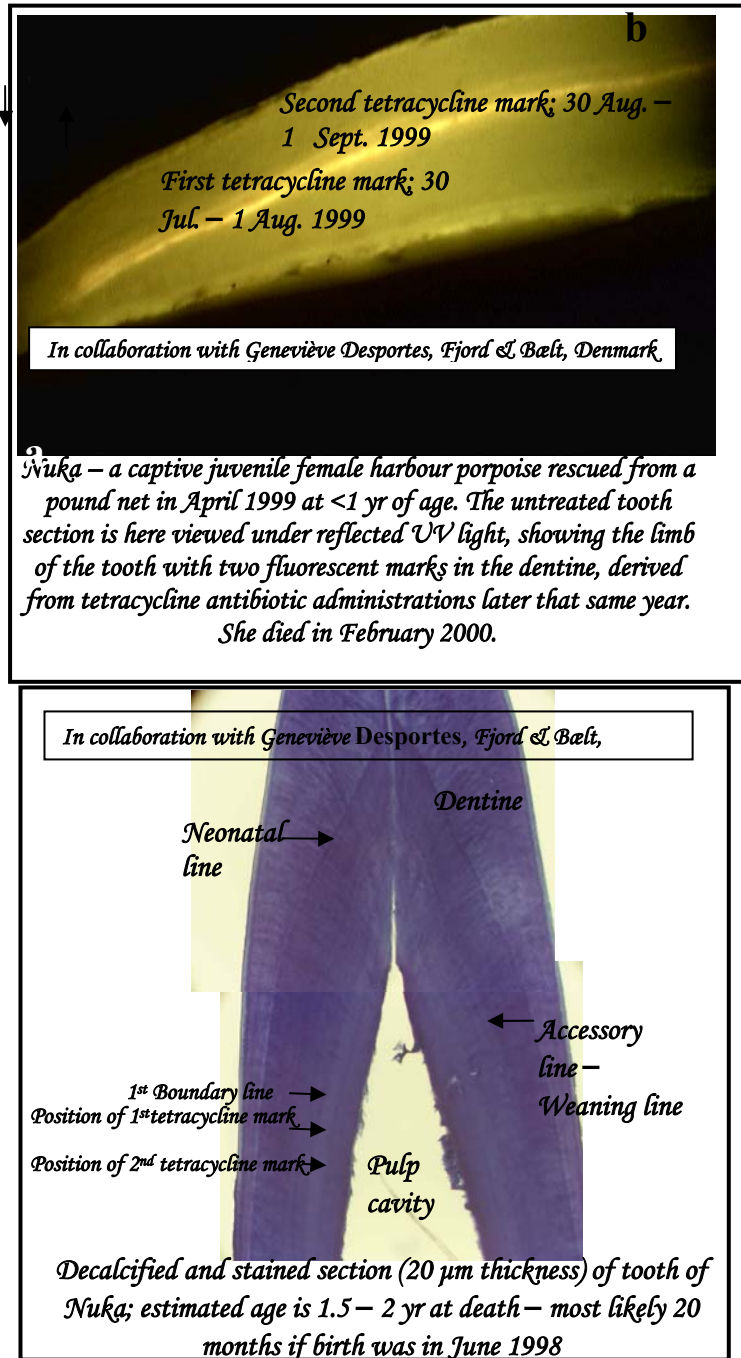 b
Second tetracycline mark; 30 Aug. –
1 Sept. 1999
First tetracycline mark; 30
Jul. – 1 Aug. 1999
In collaboration with Geneviève Desportes, Fjord & Bælt, Denmark
a
Nuka – a captive juvenile female harbour porpoise rescued from a
pound net in April 1999 at <1 yr of age. The untreated tooth
section is here viewed under reflected UV light, showing the limb
of the tooth with two fluorescent marks in the dentine, derived
from tetracycline antibiotic administrations later that same year.
She died in February 2000.
In collaboration with Geneviève Desportes, Fjord & Bælt,
Dentine
Neonatal
line
Accessory
line –
Weaning line
1st Boundary line
Position of 1st tetracycline mark
Position of 2nd tetracycline mark
Pulp
cavity
Decalcified and stained section (20 µm thickness) of tooth of
Nuka; estimated age is 1.5 – 2 yr at death – most likely 20
months if birth was in June 1998